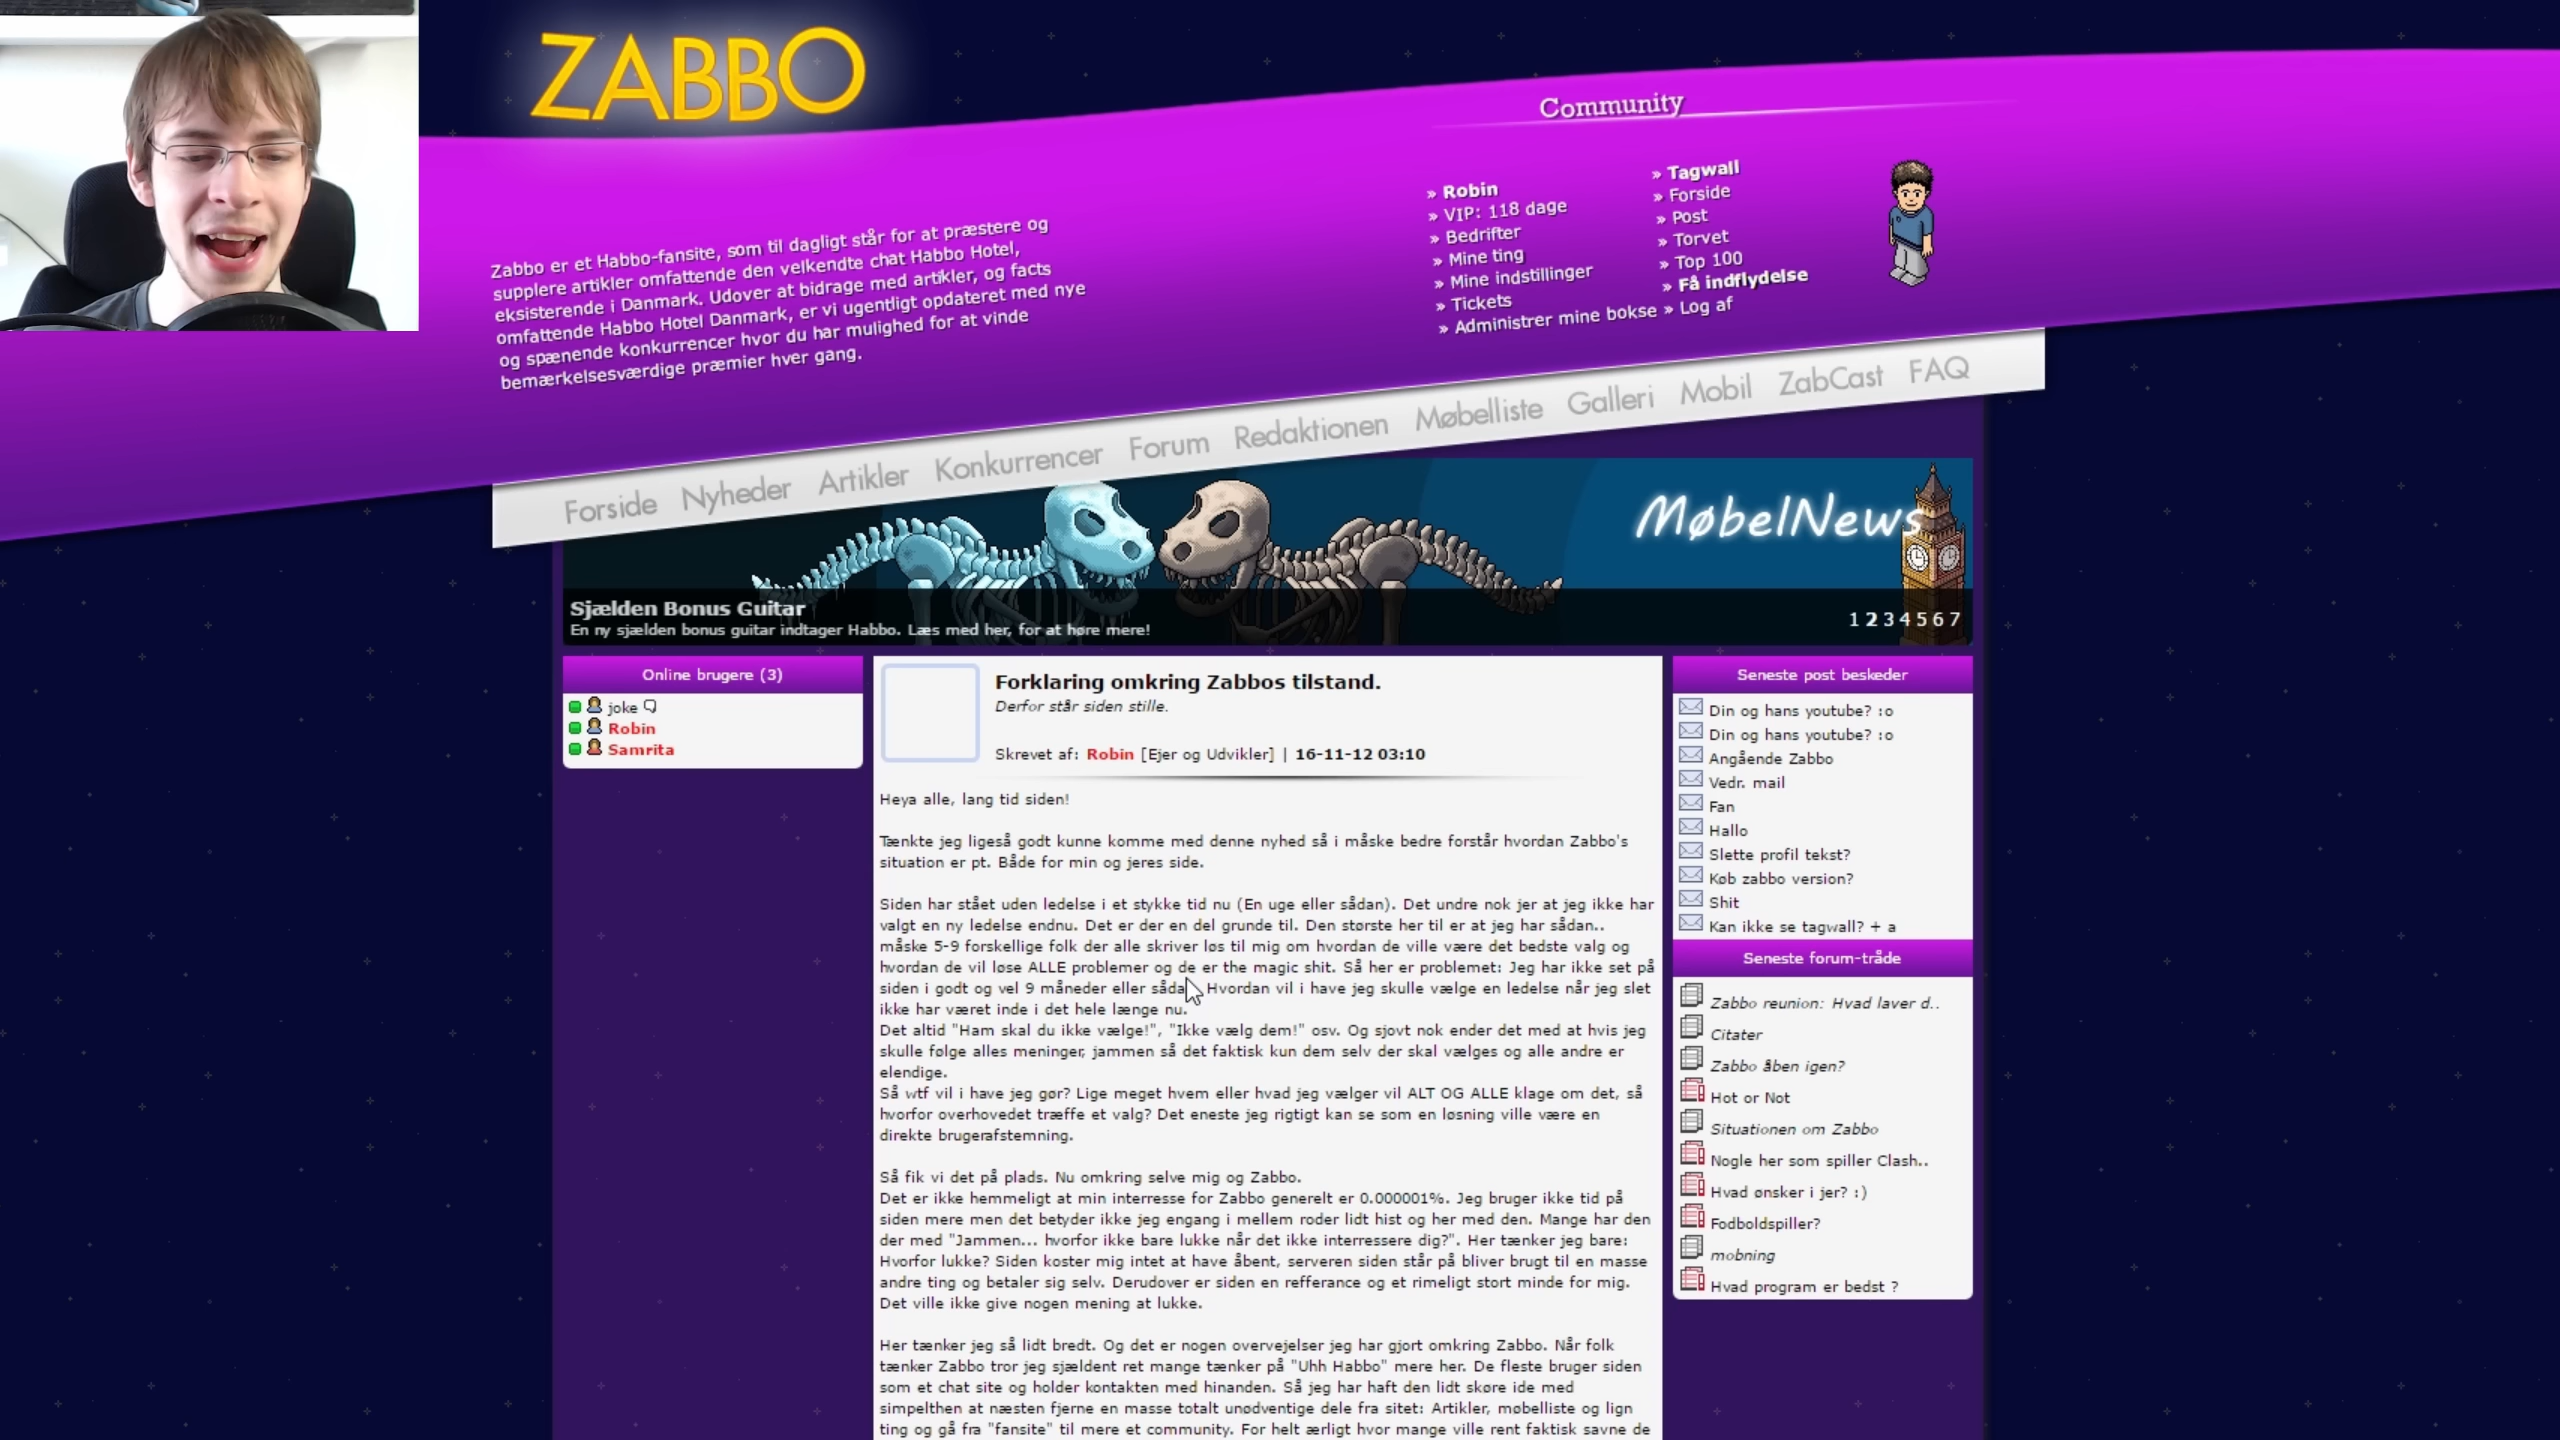 ZABBO
Community
» Robin
» VIP: 118 dage
» Bedrifter
» Mine ting
» Mine indstillinger
» Tickets
» Administrer mine bokse
» Tagwall
» Forside
» Post
» Torvet
» Top 100
» Få indflydelse
» Log af
Zabbo er et Habbo-fansite, som til dagligt står for at præstere og
supplere artikler omfattende den velkendte chat Habbo Hotel,
eksisterende i Danmark. Udover at bidrage med artikler, og facts
omfattende Habbo Hotel Danmark, er vi ugentligt opdateret med nye
og spænende konkurrencer hvor du har mulighed for at vinde
bemærkelsesværdige præmier hver gang.
Forside Nyheder Artikler Konkurrencer Forum Redaktionen Møbelliste Galleri Mobil ZabCast FAQ
MøbelNews
Sjælden Bonus Guitar
En ny sjælden bonus guitar indtager Habbo. Læs med her, for at høre mere!
1 2 3 4 5 6 7
Online brugere (3)
joke
Robin
Samrita
Forklaring omkring Zabbos tilstand.
Derfor står siden stille.
Skrevet af: Robin [Ejer og Udvikler] | 16-11-12 03:10
Heya alle, lang tid siden!
Tænkte jeg ligeså godt kunne komme med denne nyhed så i måske bedre forstår hvordan Zabbo's
situation er pt. Både for min og jeres side.
Siden har stået uden ledelse i et stykke tid nu (En uge eller sådan). Det undre nok jer at jeg ikke har
valgt en ny ledelse endnu. Det er der en del grunde til. Den største her til er at jeg har sådan..
måske 5-9 forskellige folk der alle skriver løs til mig om hvordan de ville være det bedste valg og
hvordan de vil løse ALLE problemer og de er the magic shit. Så her er problemet: Jeg har ikke set på
siden i godt og vel 9 måneder eller såda Hvordan vil i have jeg skulle vælge en ledelse når jeg slet
ikke har været inde i det hele længe nu.
Det altid "Ham skal du ikke vælge!", "Ikke vælg dem!" osv. Og sjovt nok ender det med at hvis jeg
skulle følge alles meninger, jammen så det faktisk kun dem selv der skal vælges og alle andre er
elendige.
Så wtf vil i have jeg gør? Lige meget hvem eller hvad jeg vælger vil ALT OG ALLE klage om det, så
hvorfor overhovedet træffe et valg? Det eneste jeg rigtigt kan se som en løsning ville være en
direkte brugerafstemning.
Så fik vi det på plads. Nu omkring selve mig og Zabbo.
Det er ikke hemmeligt at min interresse for Zabbo generelt er 0.000001%. Jeg bruger ikke tid på
siden mere men det betyder ikke jeg engang i mellem roder lidt hist og her med den. Mange har den
der med "Jammen... hvorfor ikke bare lukke når det ikke interressere dig?". Her tænker jeg bare:
Hvorfor lukke? Siden koster mig intet at have åbent, serveren siden står på bliver brugt til en masse
andre ting og betaler sig selv. Derudover er siden en refferance og et rimeligt stort minde for mig.
Det ville ikke give nogen mening at lukke.
Her tænker jeg så lidt bredt. Og det er nogen overvejelser jeg har gjort omkring Zabbo. Når folk
tænker Zabbo tror jeg sjældent ret mange tænker på "Uhh Habbo" mere her. De fleste bruger siden
som et chat site og holder kontakten med hinanden. Så jeg har haft den lidt skøre ide med
simpelthen at næsten fjerne en masse totalt unødventige dele fra sitet: Artikler, møbelliste og lign
ting og gå fra "fansite" til mere et community. For helt ærligt hvor mange ville rent faktisk savne de
Seneste post beskeder
Din og hans youtube? :o
Din og hans youtube? :o
Angående Zabbo
Vedr. mail
Fan
Hallo
Slette profil tekst?
Køb zabbo version?
Shit
Kan ikke se tagwall? + a
Seneste forum-tråde
Zabbo reunion: Hvad laver d..
Citater
Zabbo åben igen?
Hot or Not
Situationen om Zabbo
Nogle her som spiller Clash..
Hvad ønsker i jer? :)
Fodboldspiller?
mobning
Hvad program er bedst ?